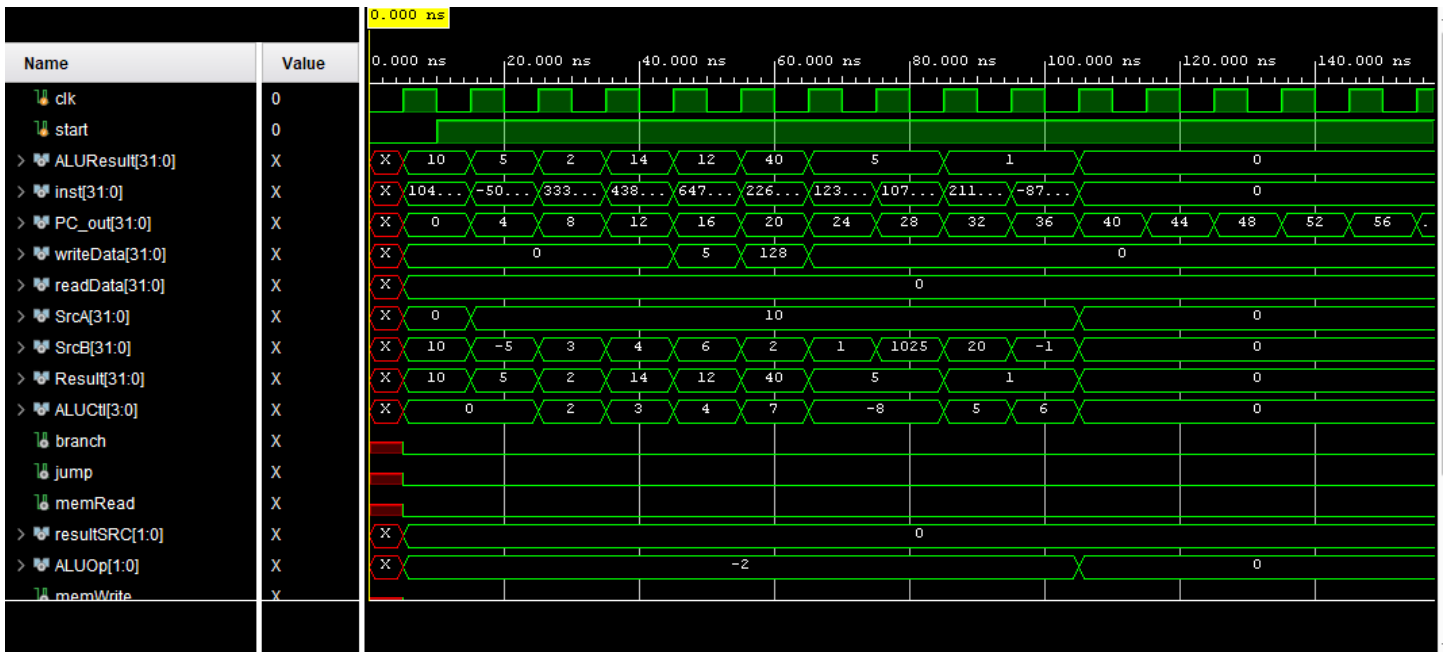 0.000 ns
Name Value 0.000 ns 20.000 ns 40.000 ns 60.000 ns 80.000 ns 100.000 ns 120.000 ns 140.000 ns
clk 0
start 0
ALUResult[31:0] X X 10 5 2 14 12 40 5 1 0
inst[31:0] X X 104... -50... 333... 438... 647... 226... 123... 107... 211... -87... 0
PC_out[31:0] X X 0 4 8 12 16 20 24 28 32 36 40 44 48 52 56 .
writeData[31:0] X X 0 5 128 0
readData[31:0] X X 0
SrcA[31:0] X X 0 10 0
SrcB[31:0] X X 10 -5 3 4 6 2 1 1025 20 -1 0
Result[31:0] X X 10 5 2 14 12 40 5 1 0
ALUCtl[3:0] X X 0 2 3 4 7 -8 5 6 0
branch X
jump X
memRead X
resultSRC[1:0] X X 0
ALUOp[1:0] X X -2 0
memWrite X